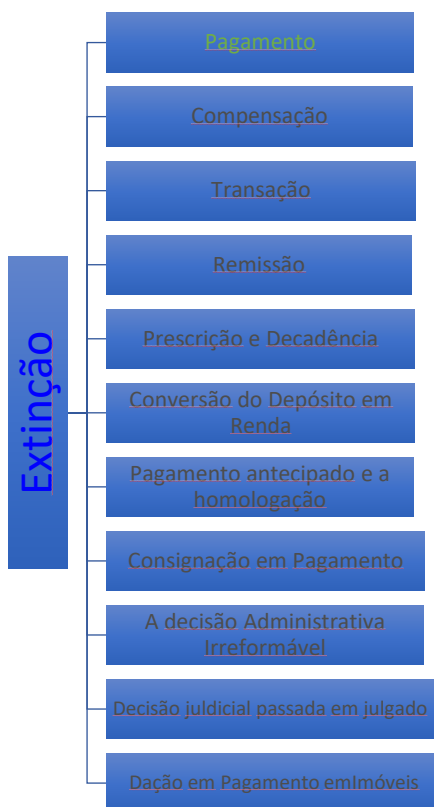 Extinção
Pagamento
Compensação
Transação
Remissão
Prescrição e Decadência
Conversão do Depósito em
Renda
Pagamento antecipado e a
homologação
Consignação em Pagamento
A decisão Administrativa
Irreformável
Decisão juldicial passada em julgado
Dação em Pagamento emImóveis